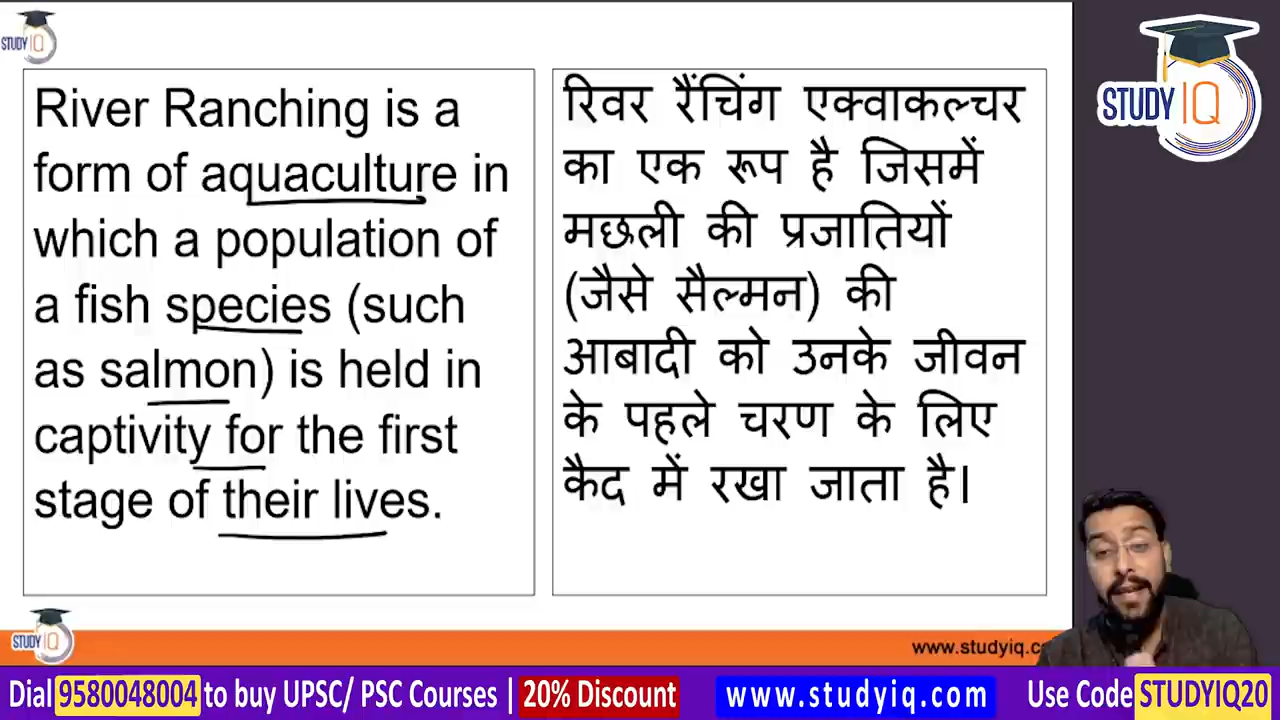 STUDY IQ
River Ranching is a
form of aquaculture in
which a population of
a fish species (such
as salmon) is held in
captivity for the first
stage of their lives.
रिवर रैंचिंग एक्वाकल्चर
का एक रूप है जिसमें
मछली की प्रजातियों
(जैसे सैल्मन) की
आबादी को उनके जीवन
के पहले चरण के लिए
कैद में रखा जाता है।
STUDY IQ
STUDY IQ
www.studyiq.c
Dial 9580048004 to buy UPSC/ PSC Courses | 20% Discount www.studyiq.com Use Code STUDYIQ20